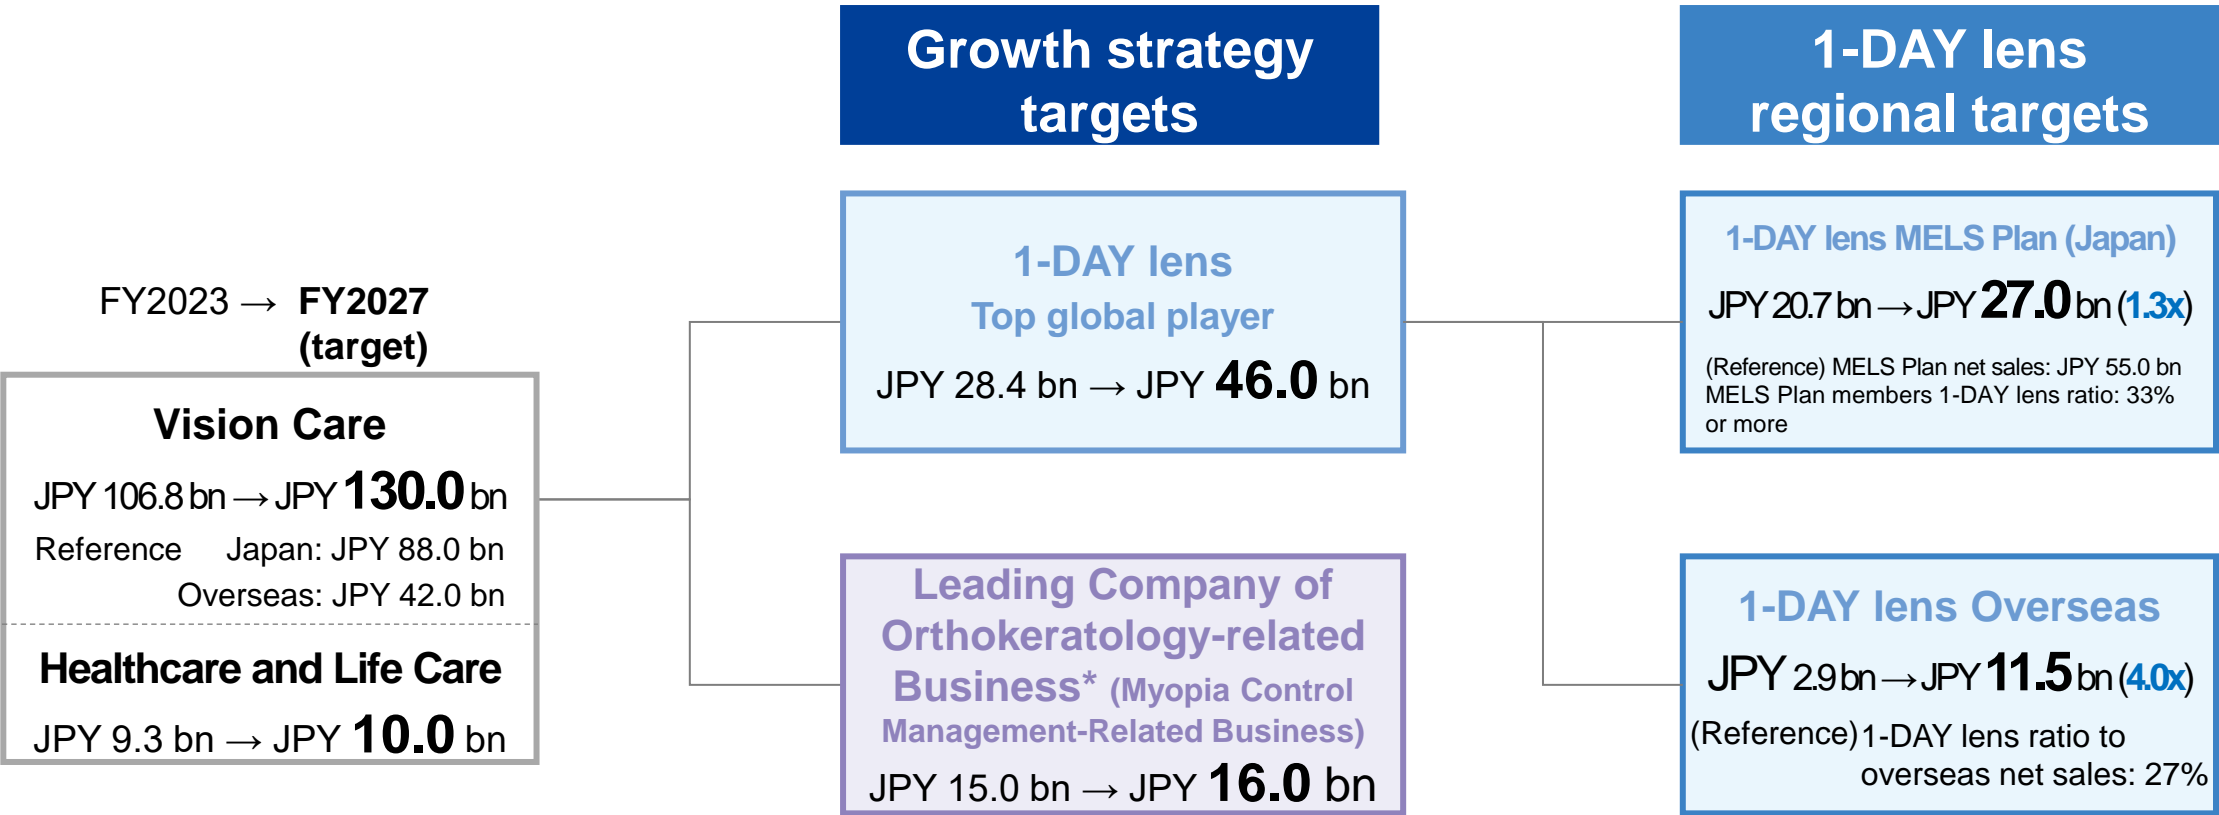 Growth strategy
targets
1-DAY lens
regional targets
FY2023 → FY2027
(target)
Vision Care
JPY 106.8 bn → JPY 130.0 bn
Reference Japan: JPY 88.0 bn
Overseas: JPY 42.0 bn
Healthcare and Life Care
JPY 9.3 bn → JPY 10.0 bn
1-DAY lens
Top global player
JPY 28.4 bn → JPY 46.0 bn
Leading Company of
Orthokeratology-related
Business* (Myopia Control
Management-Related Business)
JPY 15.0 bn → JPY 16.0 bn
1-DAY lens MELS Plan (Japan)
JPY 20.7 bn → JPY 27.0 bn (1.3x)
(Reference) MELS Plan net sales: JPY 55.0 bn
MELS Plan members 1-DAY lens ratio: 33%
or more
1-DAY lens Overseas
JPY 2.9 bn → JPY 11.5 bn (4.0x)
(Reference) 1-DAY lens ratio to
overseas net sales: 27%